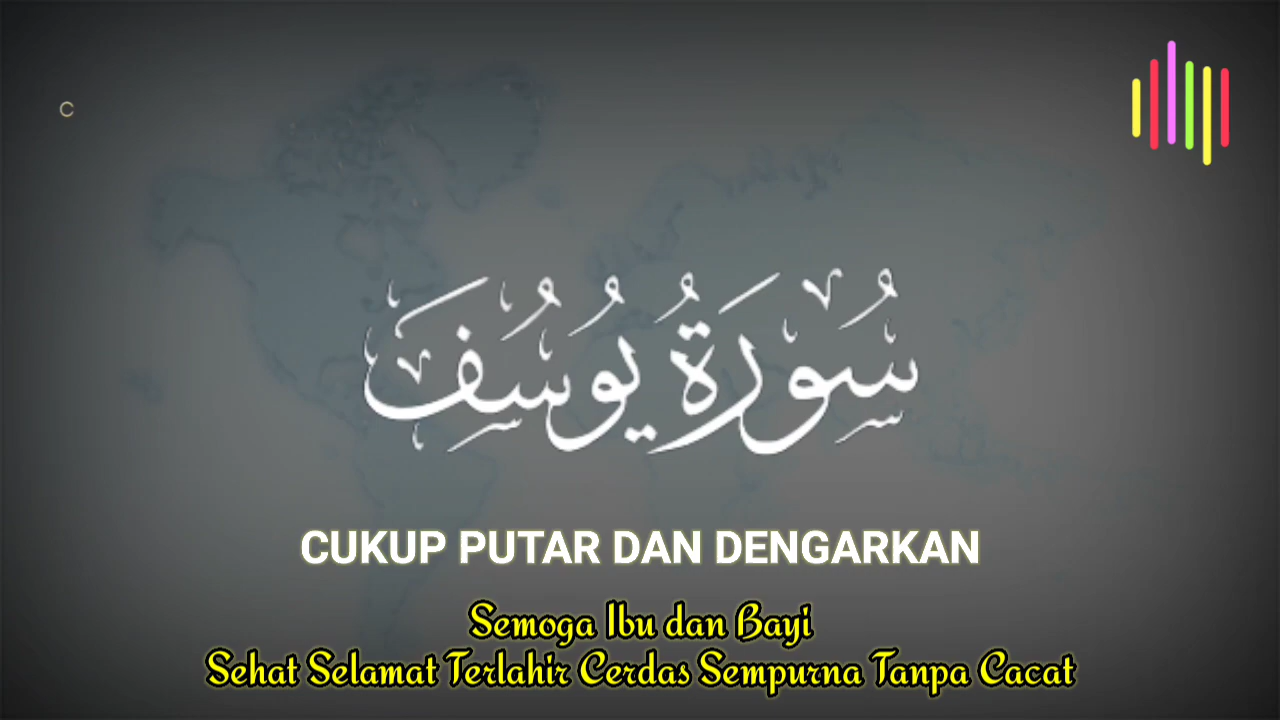 C
سُورَةُ يُوسُفَ
CUKUP PUTAR DAN DENGARKAN
Semoga Ibu dan Bayi
Sehat Selamat Terlahir Cerdas Sempurna Tanpa Cacat